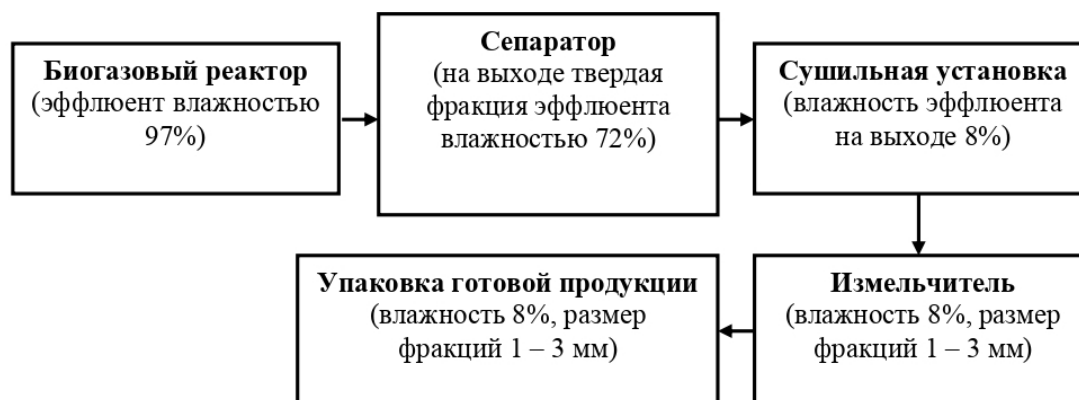 Биогазовый реактор
(эффлюент влажностью
97%)
Сепаратор
(на выходе твердая
фракция эффлюента
влажностью 72%)
Сушильная установка
(влажность эффлюента
на выходе 8%)
Измельчитель
(влажность 8%, размер
фракций 1 – 3 мм)
Упаковка готовой продукции
(влажность 8%, размер
фракций 1 – 3 мм)